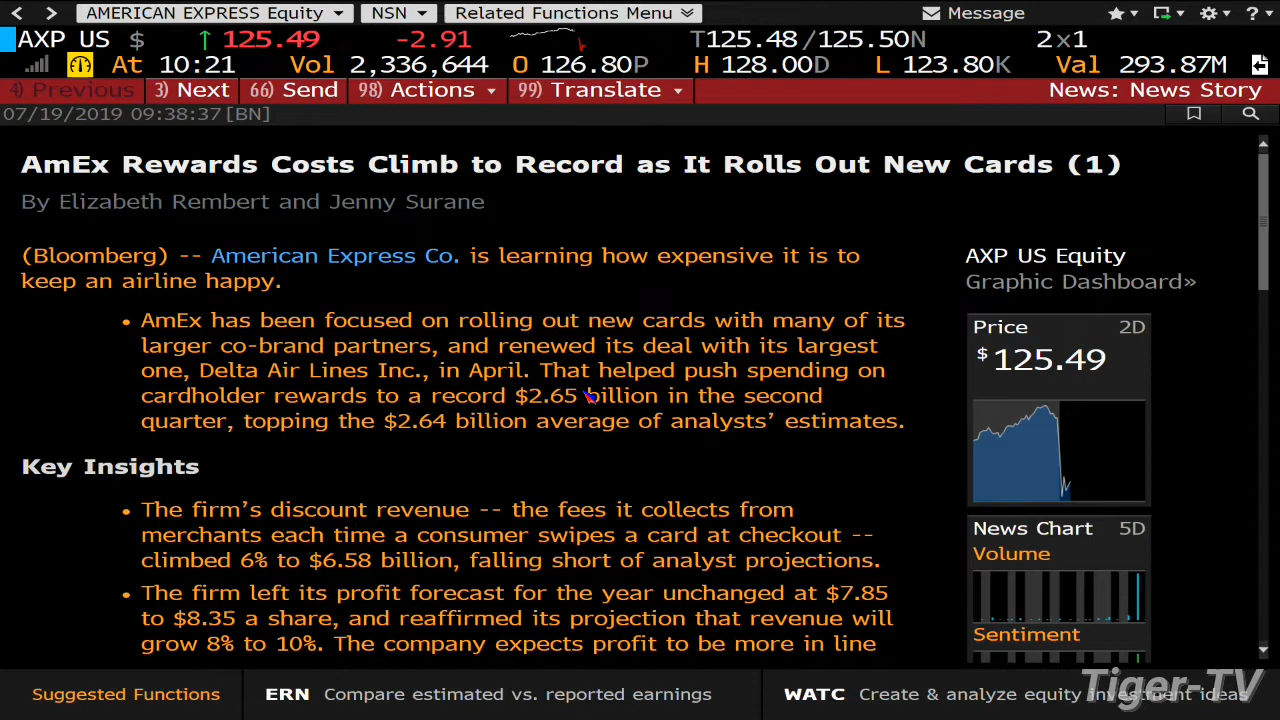 AMERICAN EXPRESS Equity NSN Related Functions Menu Message ?
AXP US $ ↑ 125.49 -2.91 T125.48/125.50N 2x1
At 10:21 Vol 2,336,644 O 126.80P H 128.00D L 123.80K Val 293.87M
4) Previous 3) Next 66) Send 98) Actions 99) Translate News: News Story
07/19/2019 09:38:37[BN]
AmEx Rewards Costs Climb to Record as It Rolls Out New Cards (1)
By Elizabeth Rembert and Jenny Surane
(Bloomberg) -- American Express Co. is learning how expensive it is to
keep an airline happy.
• AmEx has been focused on rolling out new cards with many of its
larger co-brand partners, and renewed its deal with its largest
one, Delta Air Lines Inc., in April. That helped push spending on
cardholder rewards to a record $2.65 billion in the second
quarter, topping the $2.64 billion average of analysts' estimates.
Key Insights
• The firm's discount revenue -- the fees it collects from
merchants each time a consumer swipes a card at checkout --
climbed 6% to $6.58 billion, falling short of analyst projections.
• The firm left its profit forecast for the year unchanged at $7.85
to $8.35 a share, and reaffirmed its projection that revenue will
grow 8% to 10%. The company expects profit to be more in line
AXP US Equity
Graphic Dashboard»
Price 2D
$125.49
News Chart 5D
Volume
Sentiment
Suggested Functions ERN Compare estimated vs. reported earnings WATC Create & analyze equity investment ideas
Tiger-TV